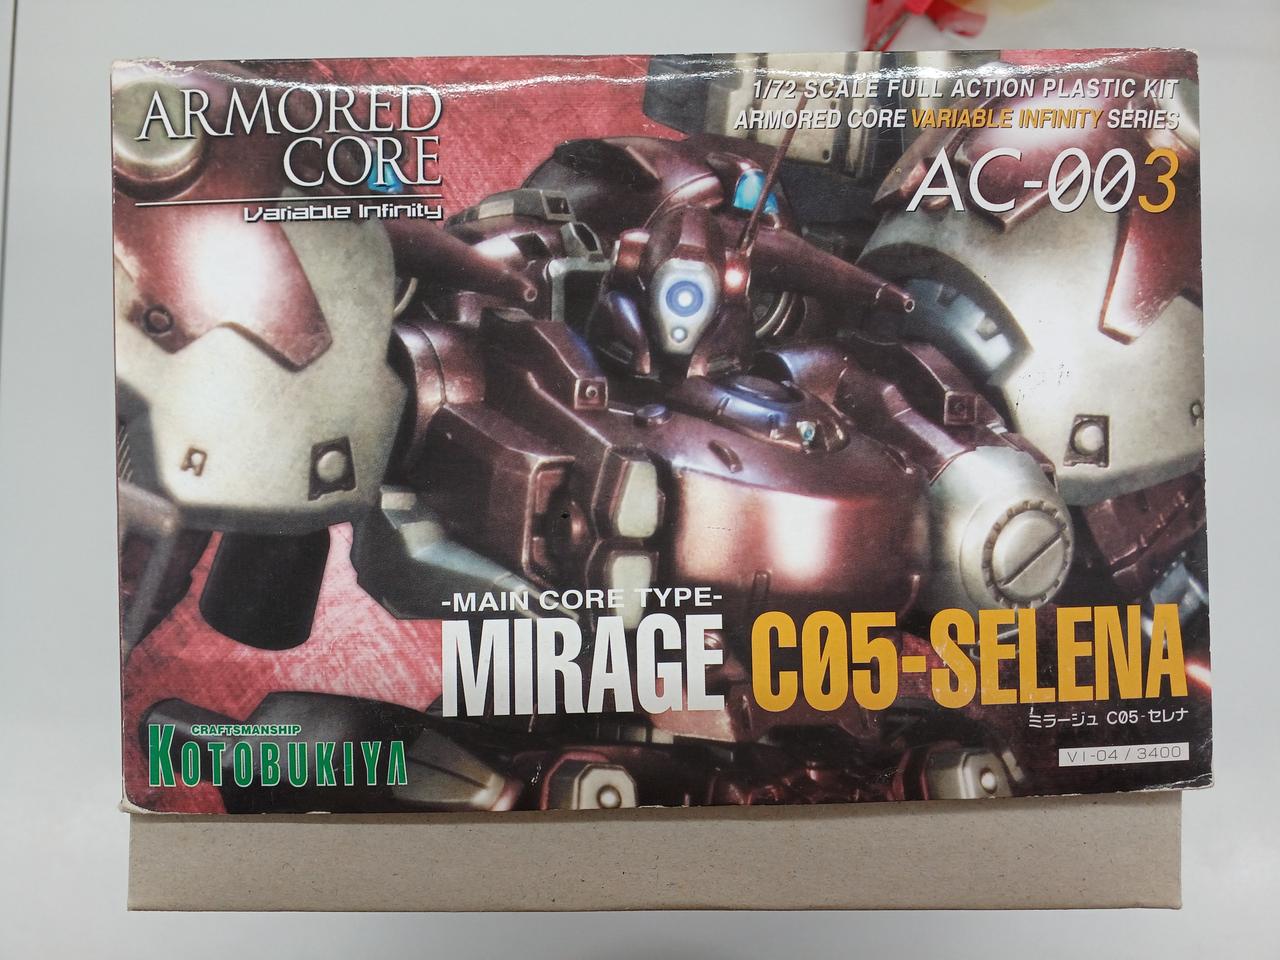 ARMORED
CORE
Variable Infinity
1/72 SCALE FULL ACTION PLASTIC KIT
ARMORED CORE VARIABLE INFINITY SERIES
AC-003
-MAIN CORE TYPE-
MIRAGE C05-SELENA
ミラージュ C05-セレナ
VI-04 / 3400
CRAFTSMANSHIP
KOTOBUKIYA